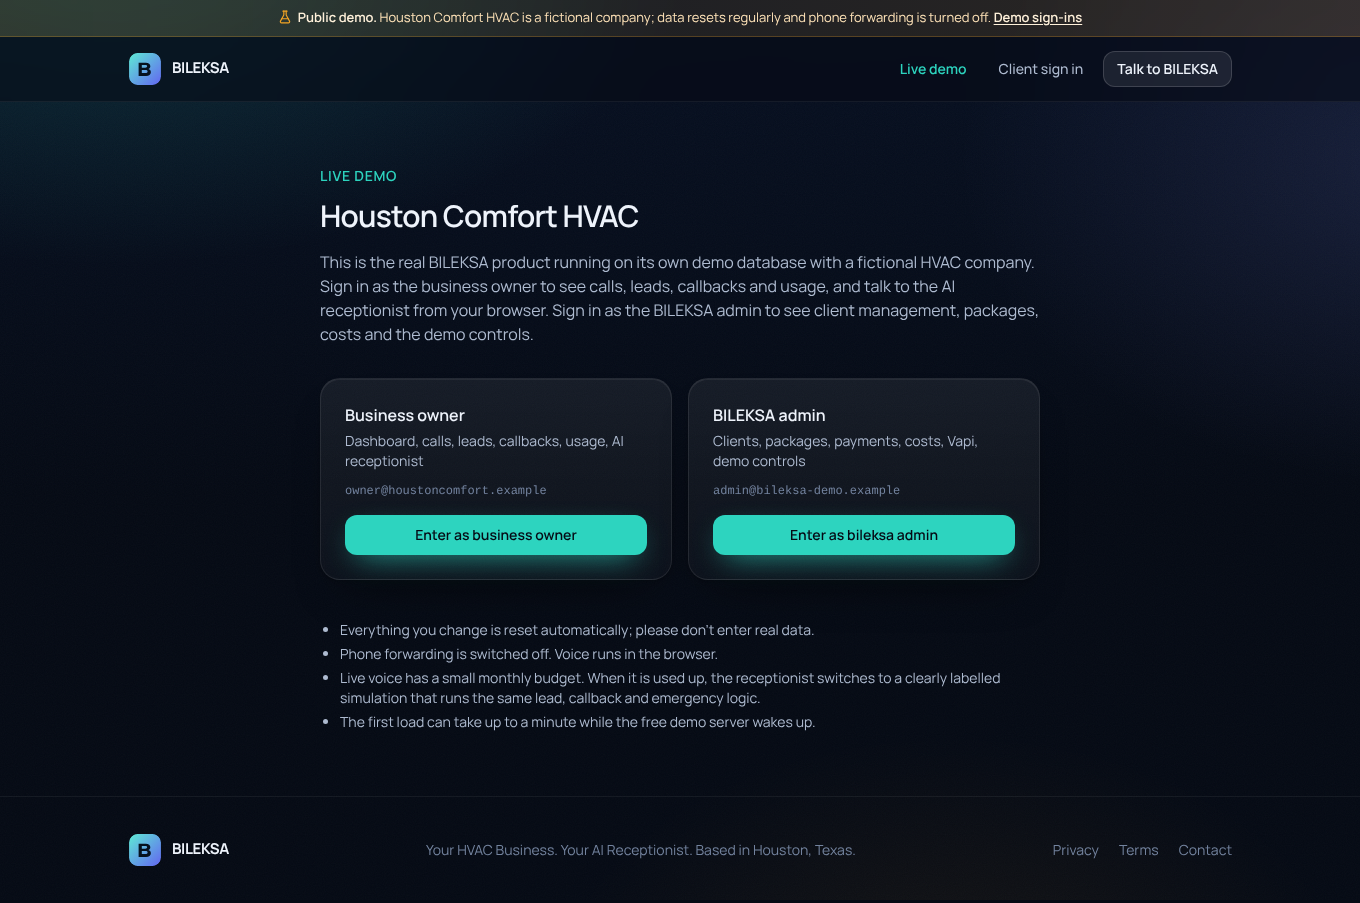 Public demo. Houston Comfort HVAC is a fictional company; data resets regularly and phone forwarding is turned off. Demo sign-ins
B BILEKSA
Live demo
Client sign in
Talk to BILEKSA
LIVE DEMO
Houston Comfort HVAC
This is the real BILEKSA product running on its own demo database with a fictional HVAC company.
Sign in as the business owner to see calls, leads, callbacks and usage, and talk to the AI
receptionist from your browser. Sign in as the BILEKSA admin to see client management, packages,
costs and the demo controls.
Business owner
Dashboard, calls, leads, callbacks, usage, AI
receptionist
owner@houstoncomfort.example
Enter as business owner
BILEKSA admin
Clients, packages, payments, costs, Vapi,
demo controls
admin@bileksa-demo.example
Enter as bileksa admin
Everything you change is reset automatically; please don't enter real data.
Phone forwarding is switched off. Voice runs in the browser.
Live voice has a small monthly budget. When it is used up, the receptionist switches to a clearly labelled
simulation that runs the same lead, callback and emergency logic.
The first load can take up to a minute while the free demo server wakes up.
B BILEKSA
Your HVAC Business. Your AI Receptionist. Based in Houston, Texas.
Privacy
Terms
Contact